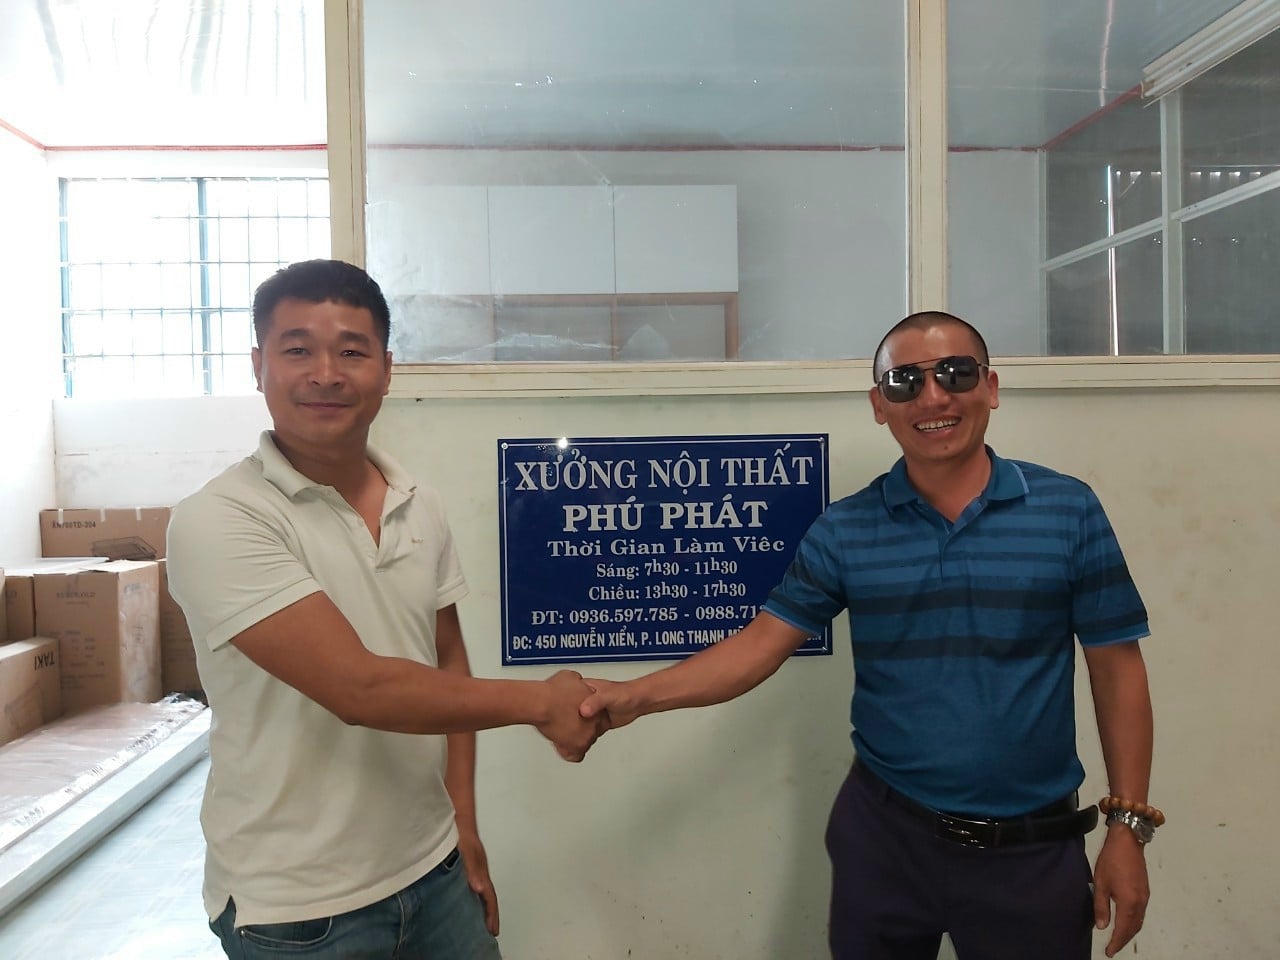 XƯỞNG NỘI THẤT
PHÚ PHÁT
Thời Gian Làm Viêc
Sáng: 7h30 - 11h30
Chiều: 13h30 - 17h30
ĐT: 0936.597.785 - 0988.71
ĐC: 450 NGUYỄN XIỂN, P. LONG THẠNH
TAKI